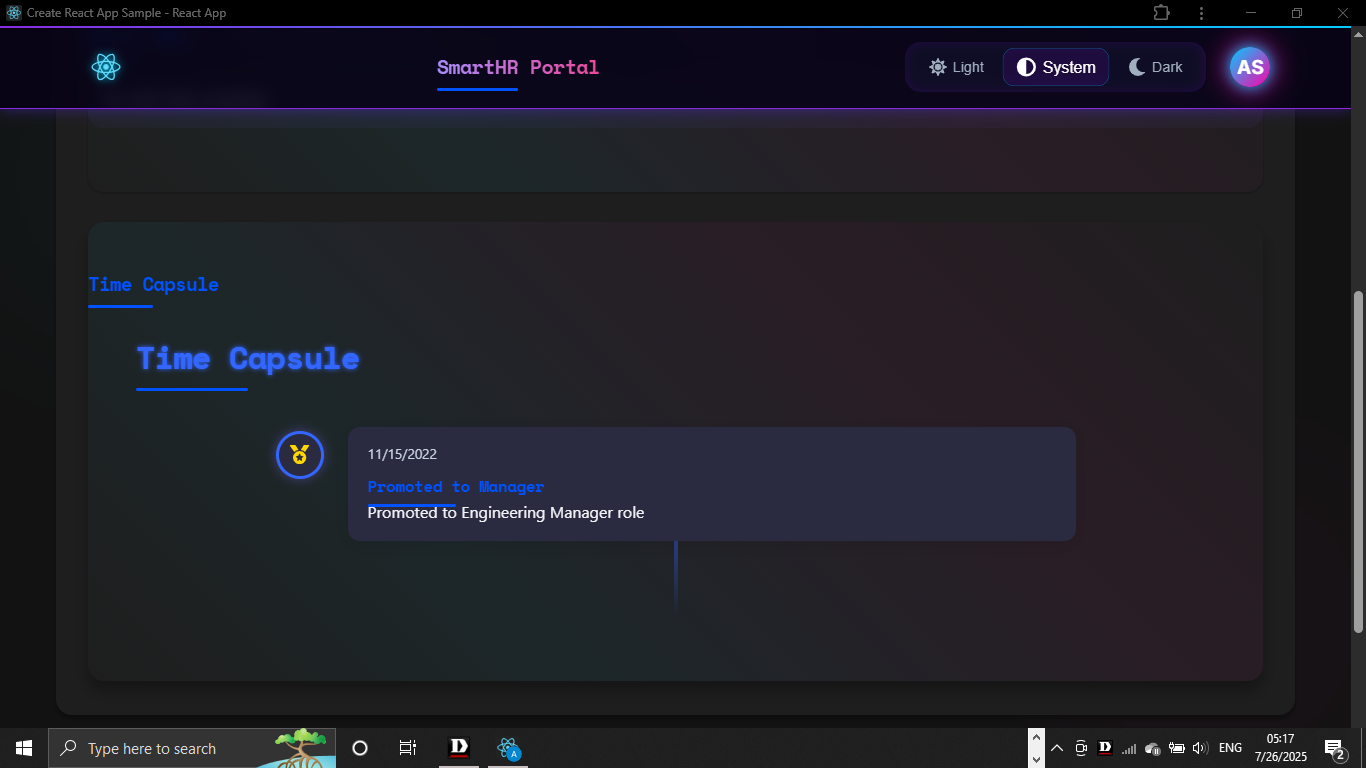 Create React App Sample - React App
SmartHR Portal
Light
System
Dark
AS
Time Capsule
Time Capsule
11/15/2022
Promoted to Manager
Promoted to Engineering Manager role
Type here to search
D
A
D
ENG
05:17
7/26/2025
2